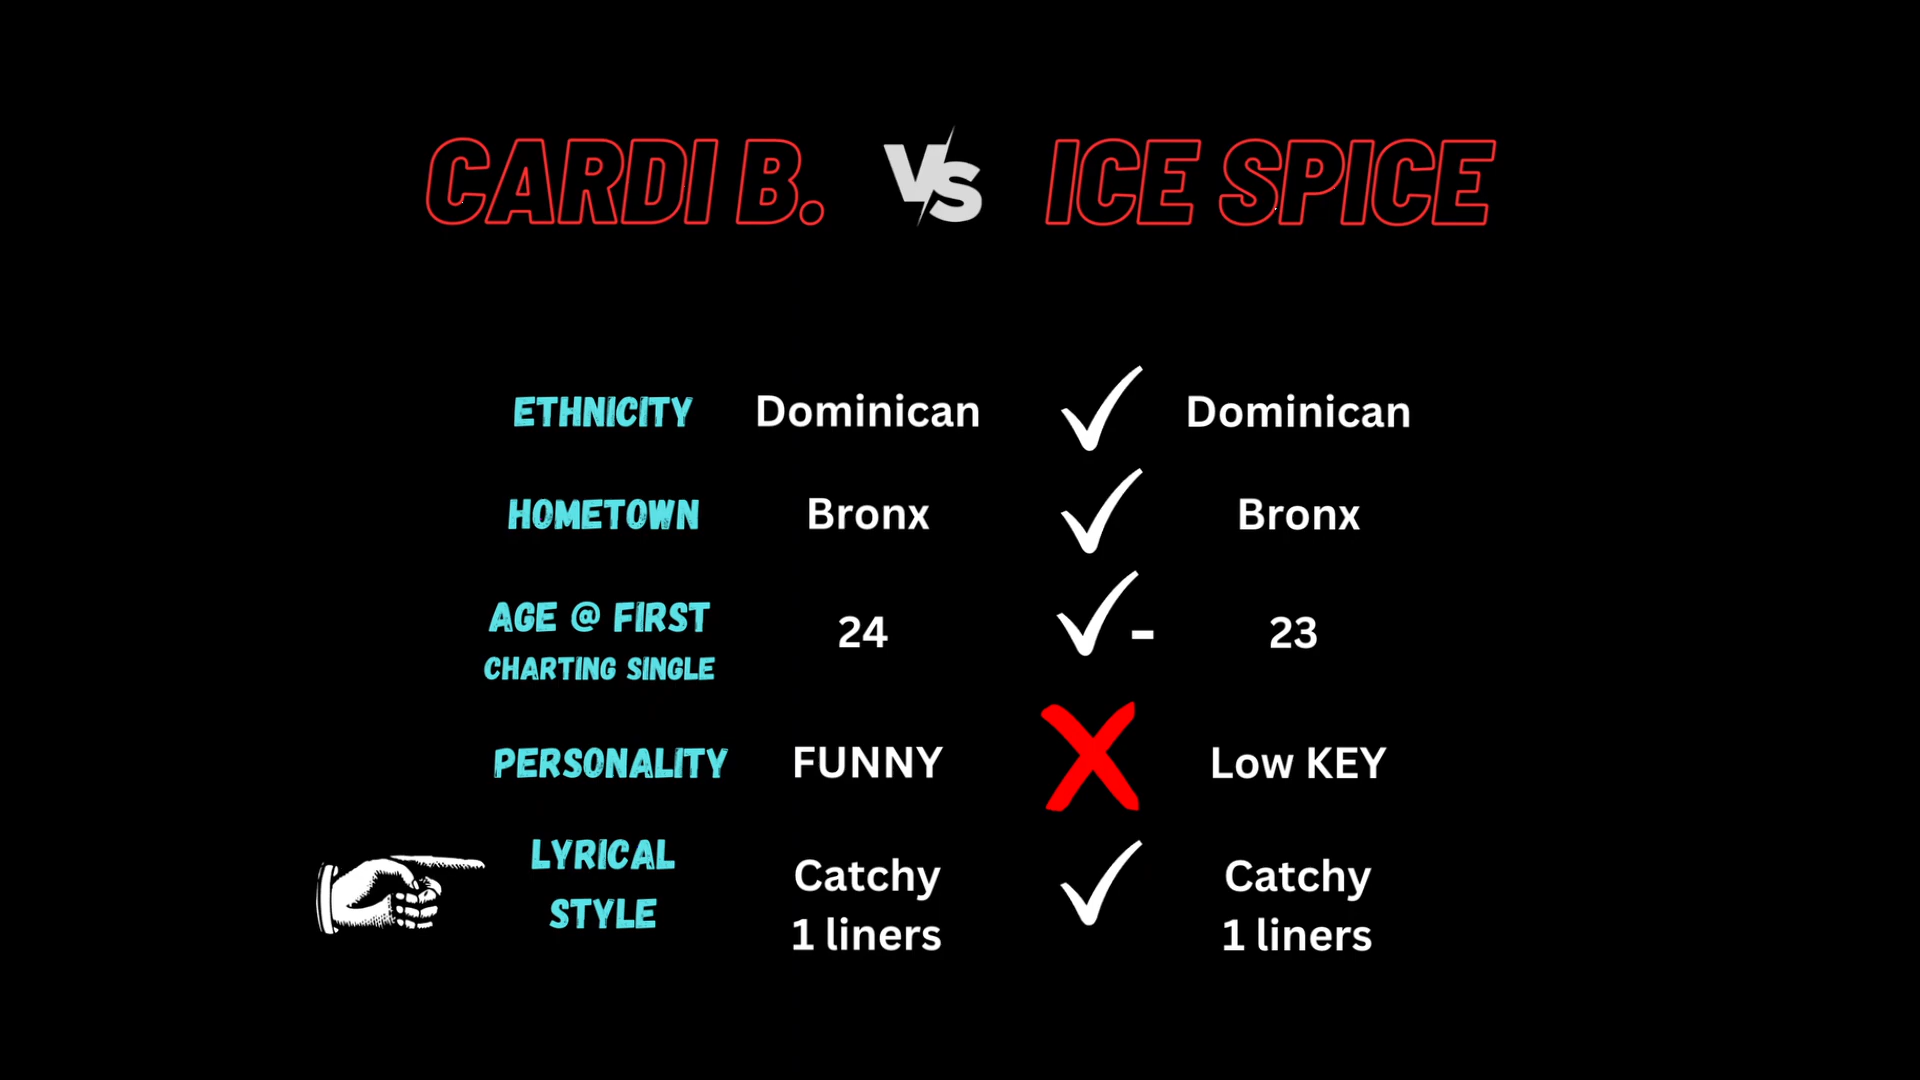 CARDI B. VS ICE SPICE
ETHNICITY Dominican Dominican
HOMETOWN Bronx Bronx
AGE @ FIRST
CHARTING SINGLE 24 - 23
PERSONALITY FUNNY Low KEY
LYRICAL
STYLE
Catchy
1 liners
Catchy
1 liners